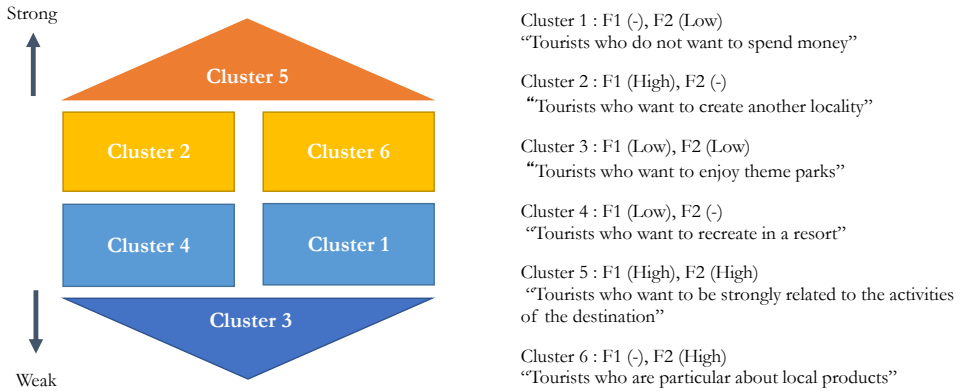 Strong
Cluster 5
Cluster 2
Cluster 6
Cluster 4
Cluster 1
Cluster 3
Weak
Cluster 1 : F1 (-), F2 (Low)
“Tourists who do not want to spend money”
Cluster 2 : F1 (High), F2 (-)
“Tourists who want to create another locality”
Cluster 3 : F1 (Low), F2 (Low)
“Tourists who want to enjoy theme parks”
Cluster 4 : F1 (Low), F2 (-)
“Tourists who want to recreate in a resort”
Cluster 5 : F1 (High), F2 (High)
“Tourists who want to be strongly related to the activities
of the destination”
Cluster 6 : F1 (-), F2 (High)
“Tourists who are particular about local products”